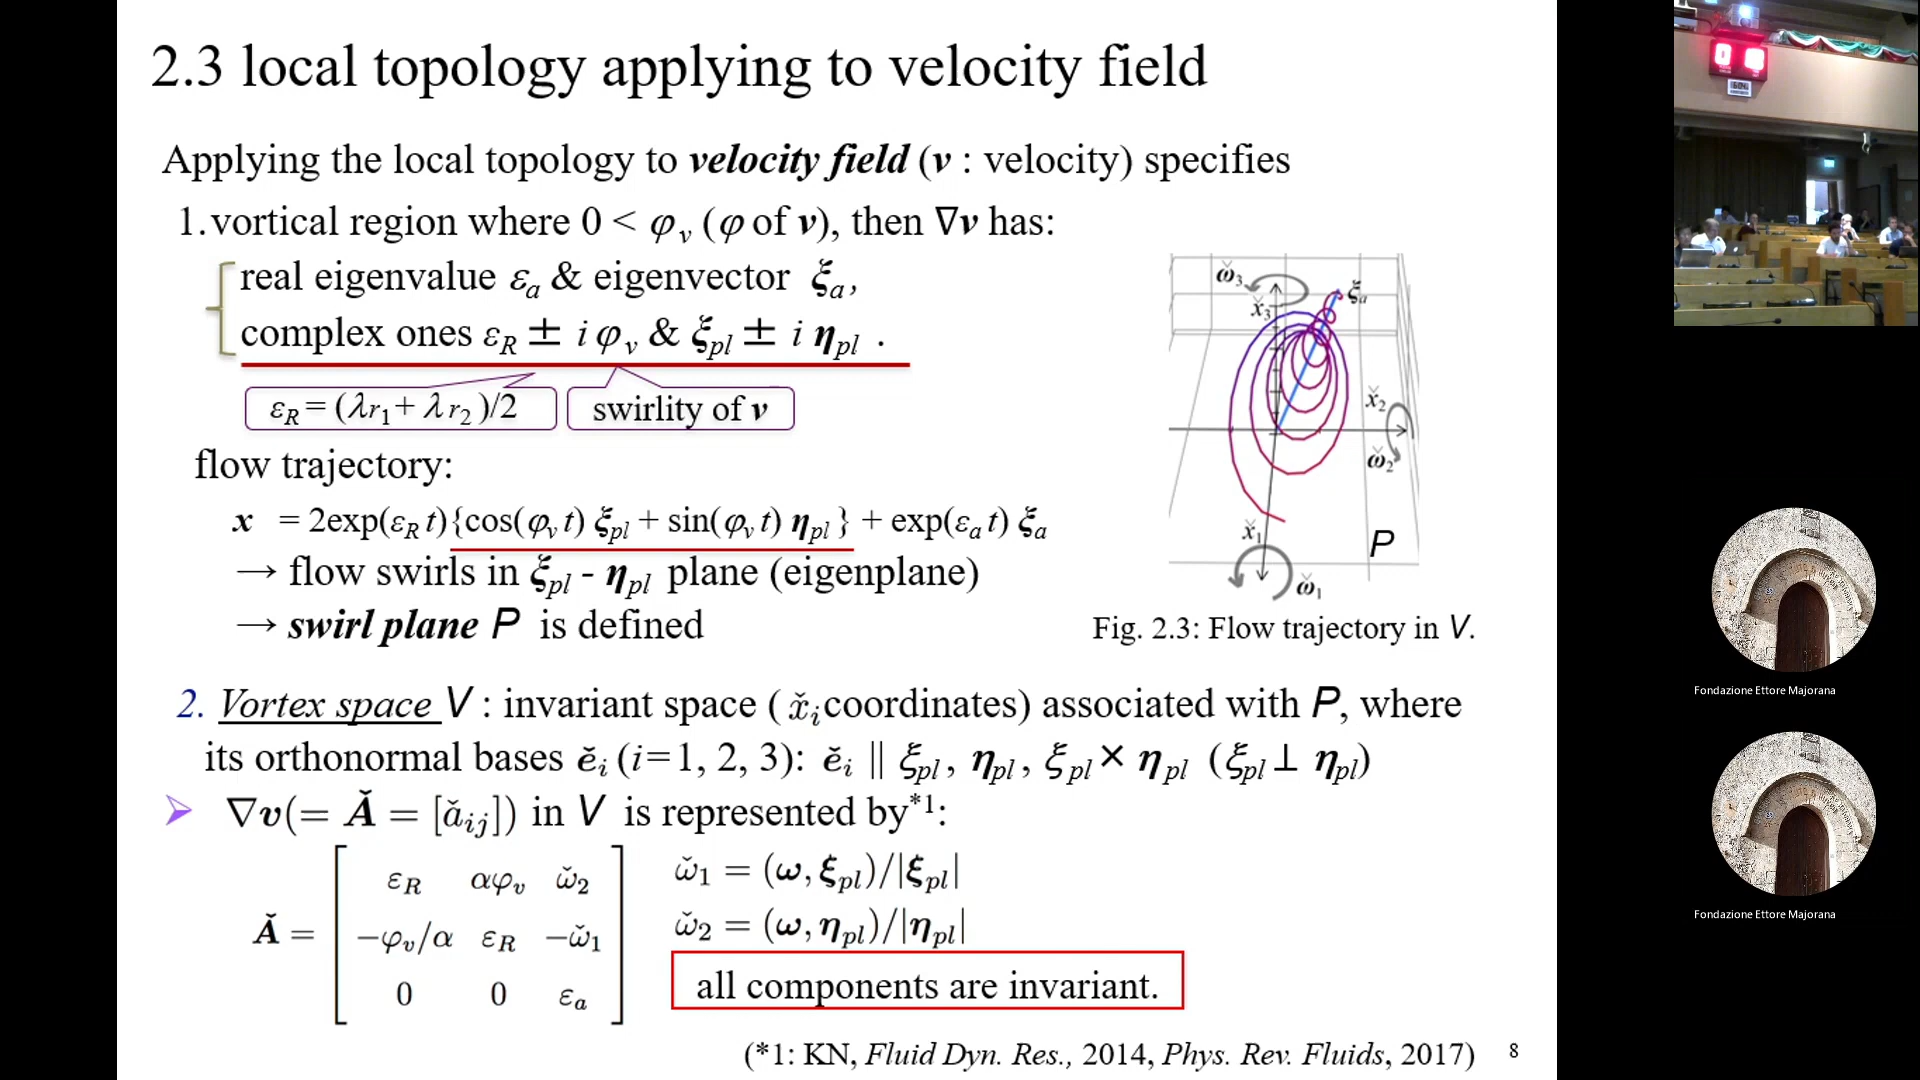 2.3 local topology applying to velocity field
Applying the local topology to velocity field (v : velocity) specifies
1. vortical region where 0 < φv (φ of v), then ∇v has:
real eigenvalue εa & eigenvector ξa,
complex ones εR ± i φv & ξpl ± i ηpl .
εR = (λr1 + λr2)/2
swirlity of v
flow trajectory:
x = 2exp(εR t){cos(φv t) ξpl + sin(φv t) ηpl } + exp(εa t) ξa
→ flow swirls in ξpl - ηpl plane (eigenplane)
→ swirl plane P is defined
ω̌3
ξa
x̌3
x̌2
ω̌2
x̌1
ω̌1
P
Fig. 2.3: Flow trajectory in V.
2. Vortex space V : invariant space ( x̌i coordinates) associated with P, where
its orthonormal bases ěi (i=1, 2, 3): ěi || ξpl, ηpl, ξpl × ηpl (ξpl ⊥ ηpl)
➢ ∇v(= Ǎ = [ǎij]) in V is represented by*1:
Ǎ =
εR αφv ω̌2
−φv/α εR −ω̌1
0 0 εa
ω̌1 = (ω, ξpl)/|ξpl|
ω̌2 = (ω, ηpl)/|ηpl|
all components are invariant.
(*1: KN, Fluid Dyn. Res., 2014, Phys. Rev. Fluids, 2017)
8
Fondazione Ettore Majorana
Fondazione Ettore Majorana